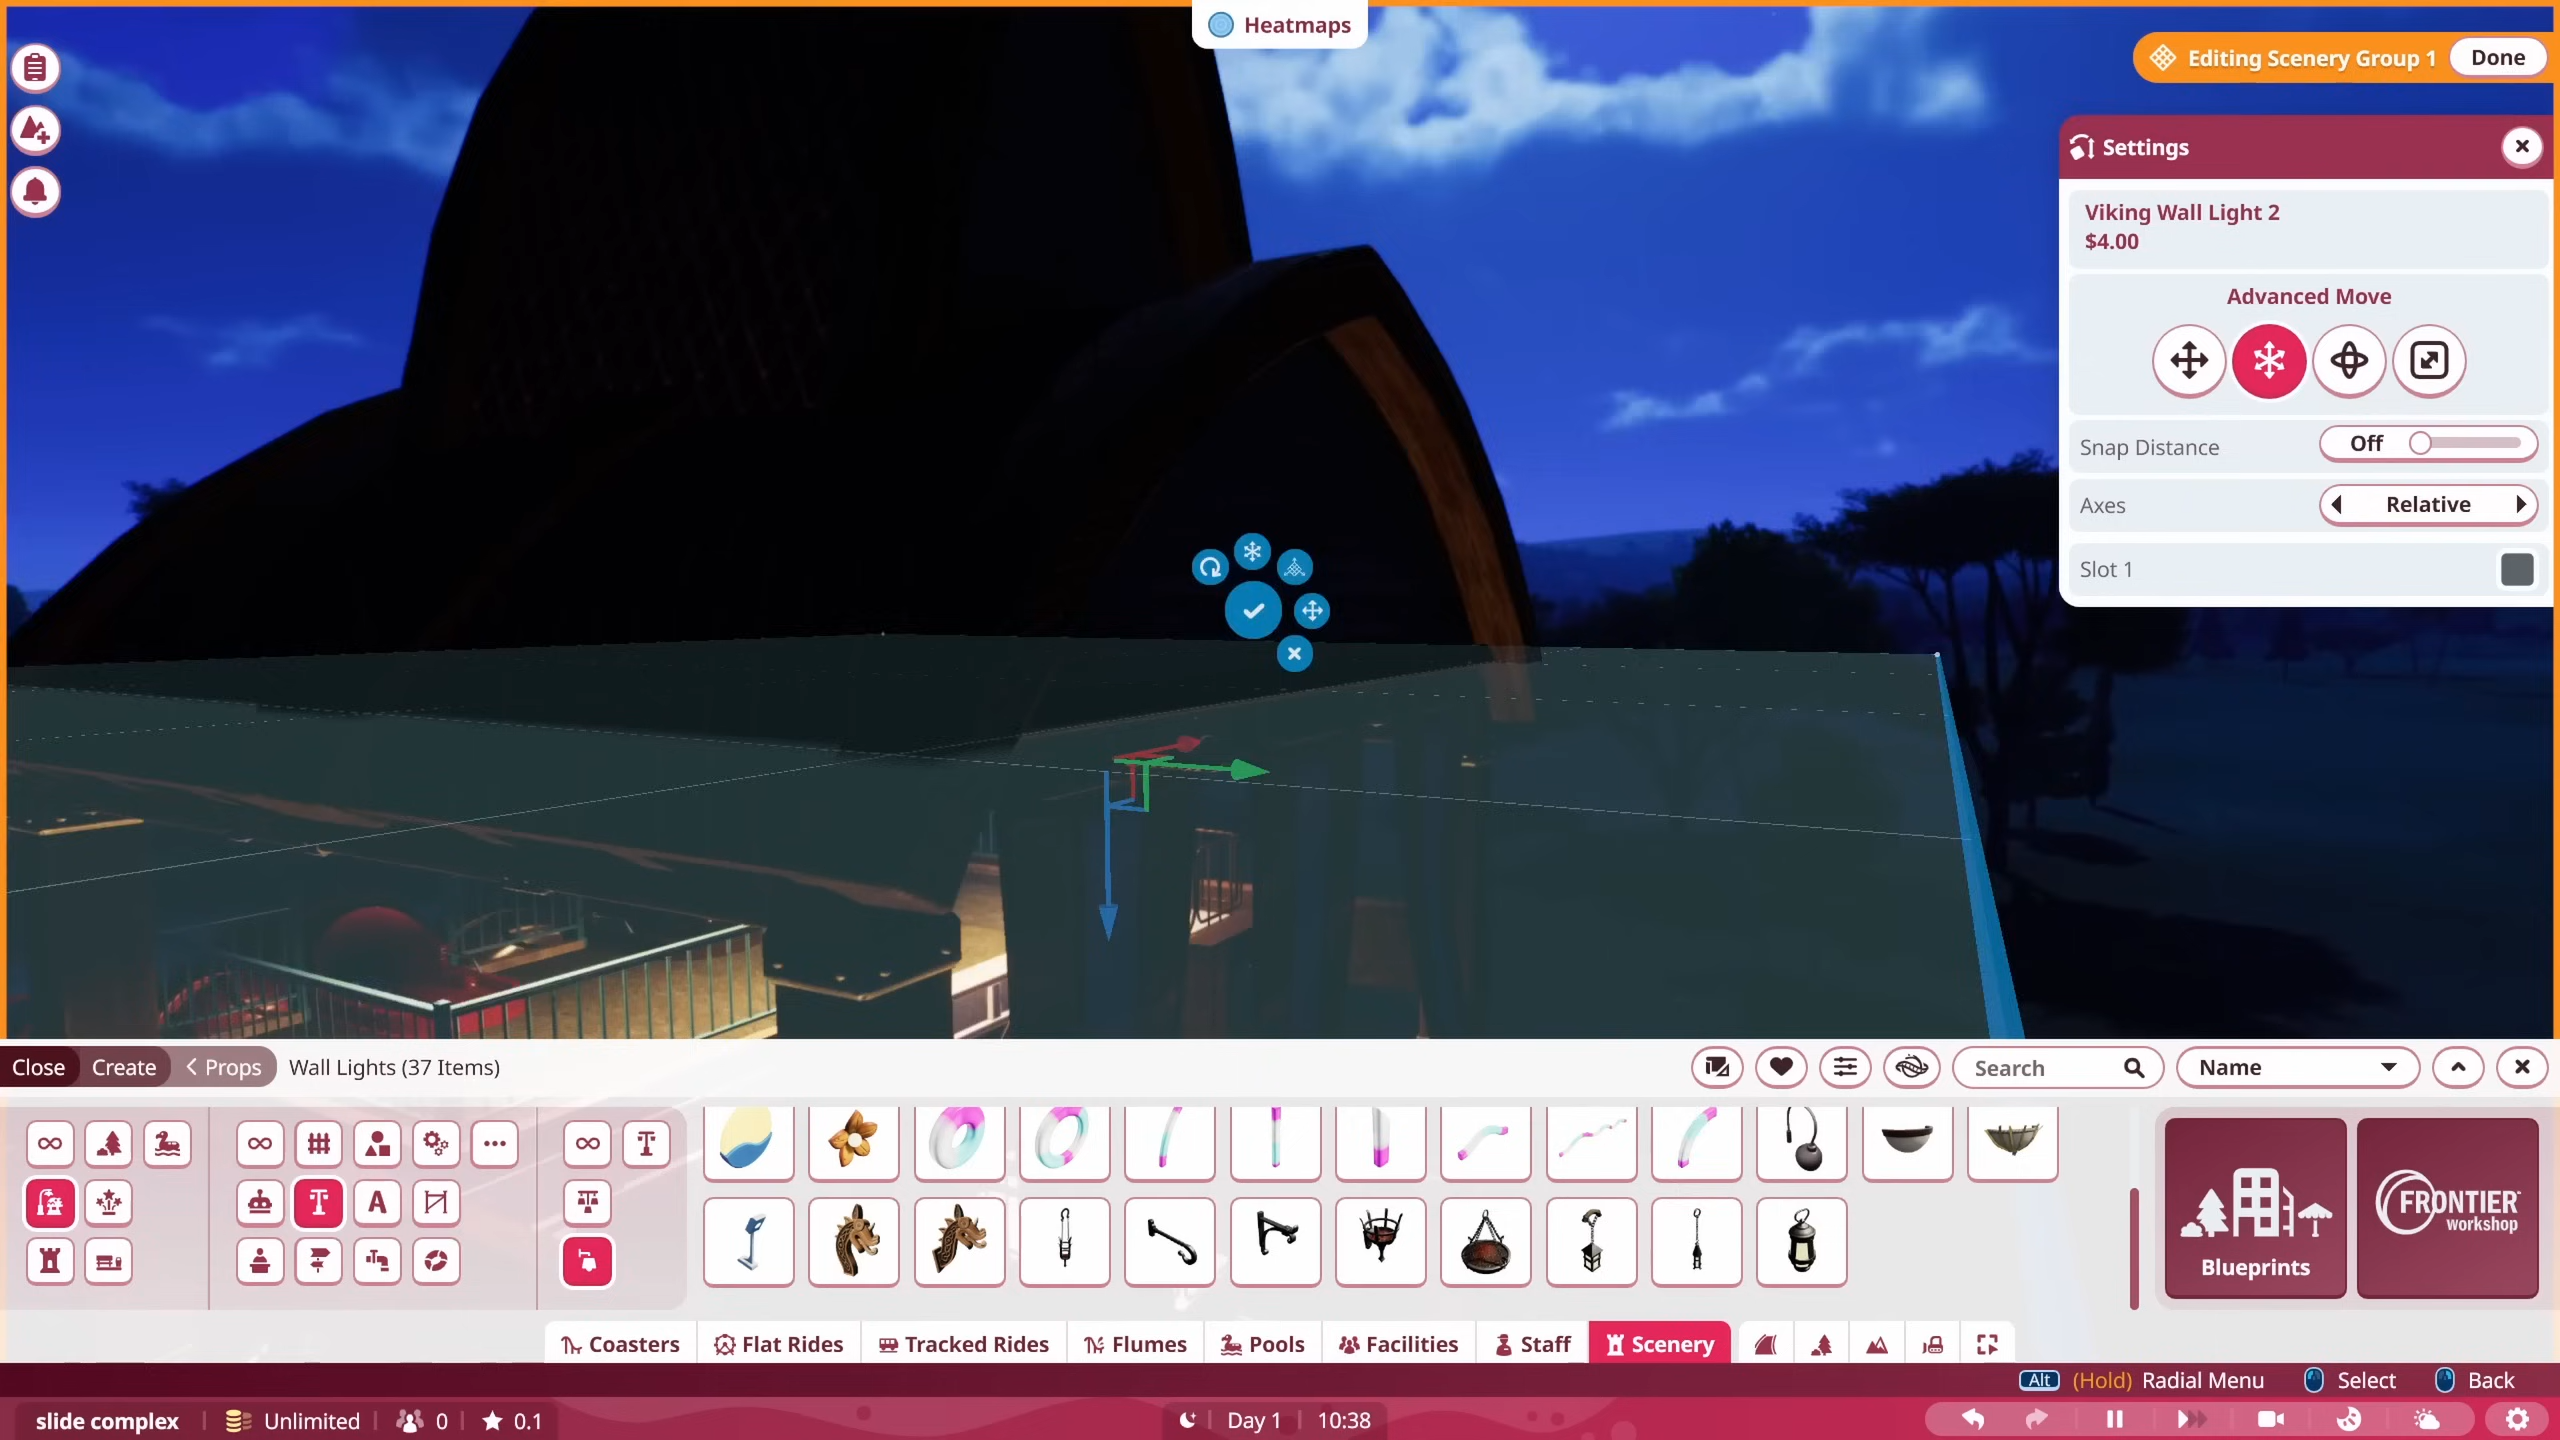 Heatmaps
Editing Scenery Group 1
Done
Settings
Viking Wall Light 2
$4.00
Advanced Move
Snap Distance
Off
Axes
Relative
Slot 1
Close
Create
Props
Wall Lights (37 Items)
Search
Name
A
Blueprints
FRONTIER
workshop
Coasters
Flat Rides
Tracked Rides
Flumes
Pools
Facilities
Staff
Scenery
Alt (Hold) Radial Menu
Select
Back
slide complex
Unlimited
0
0.1
Day 1
10:38